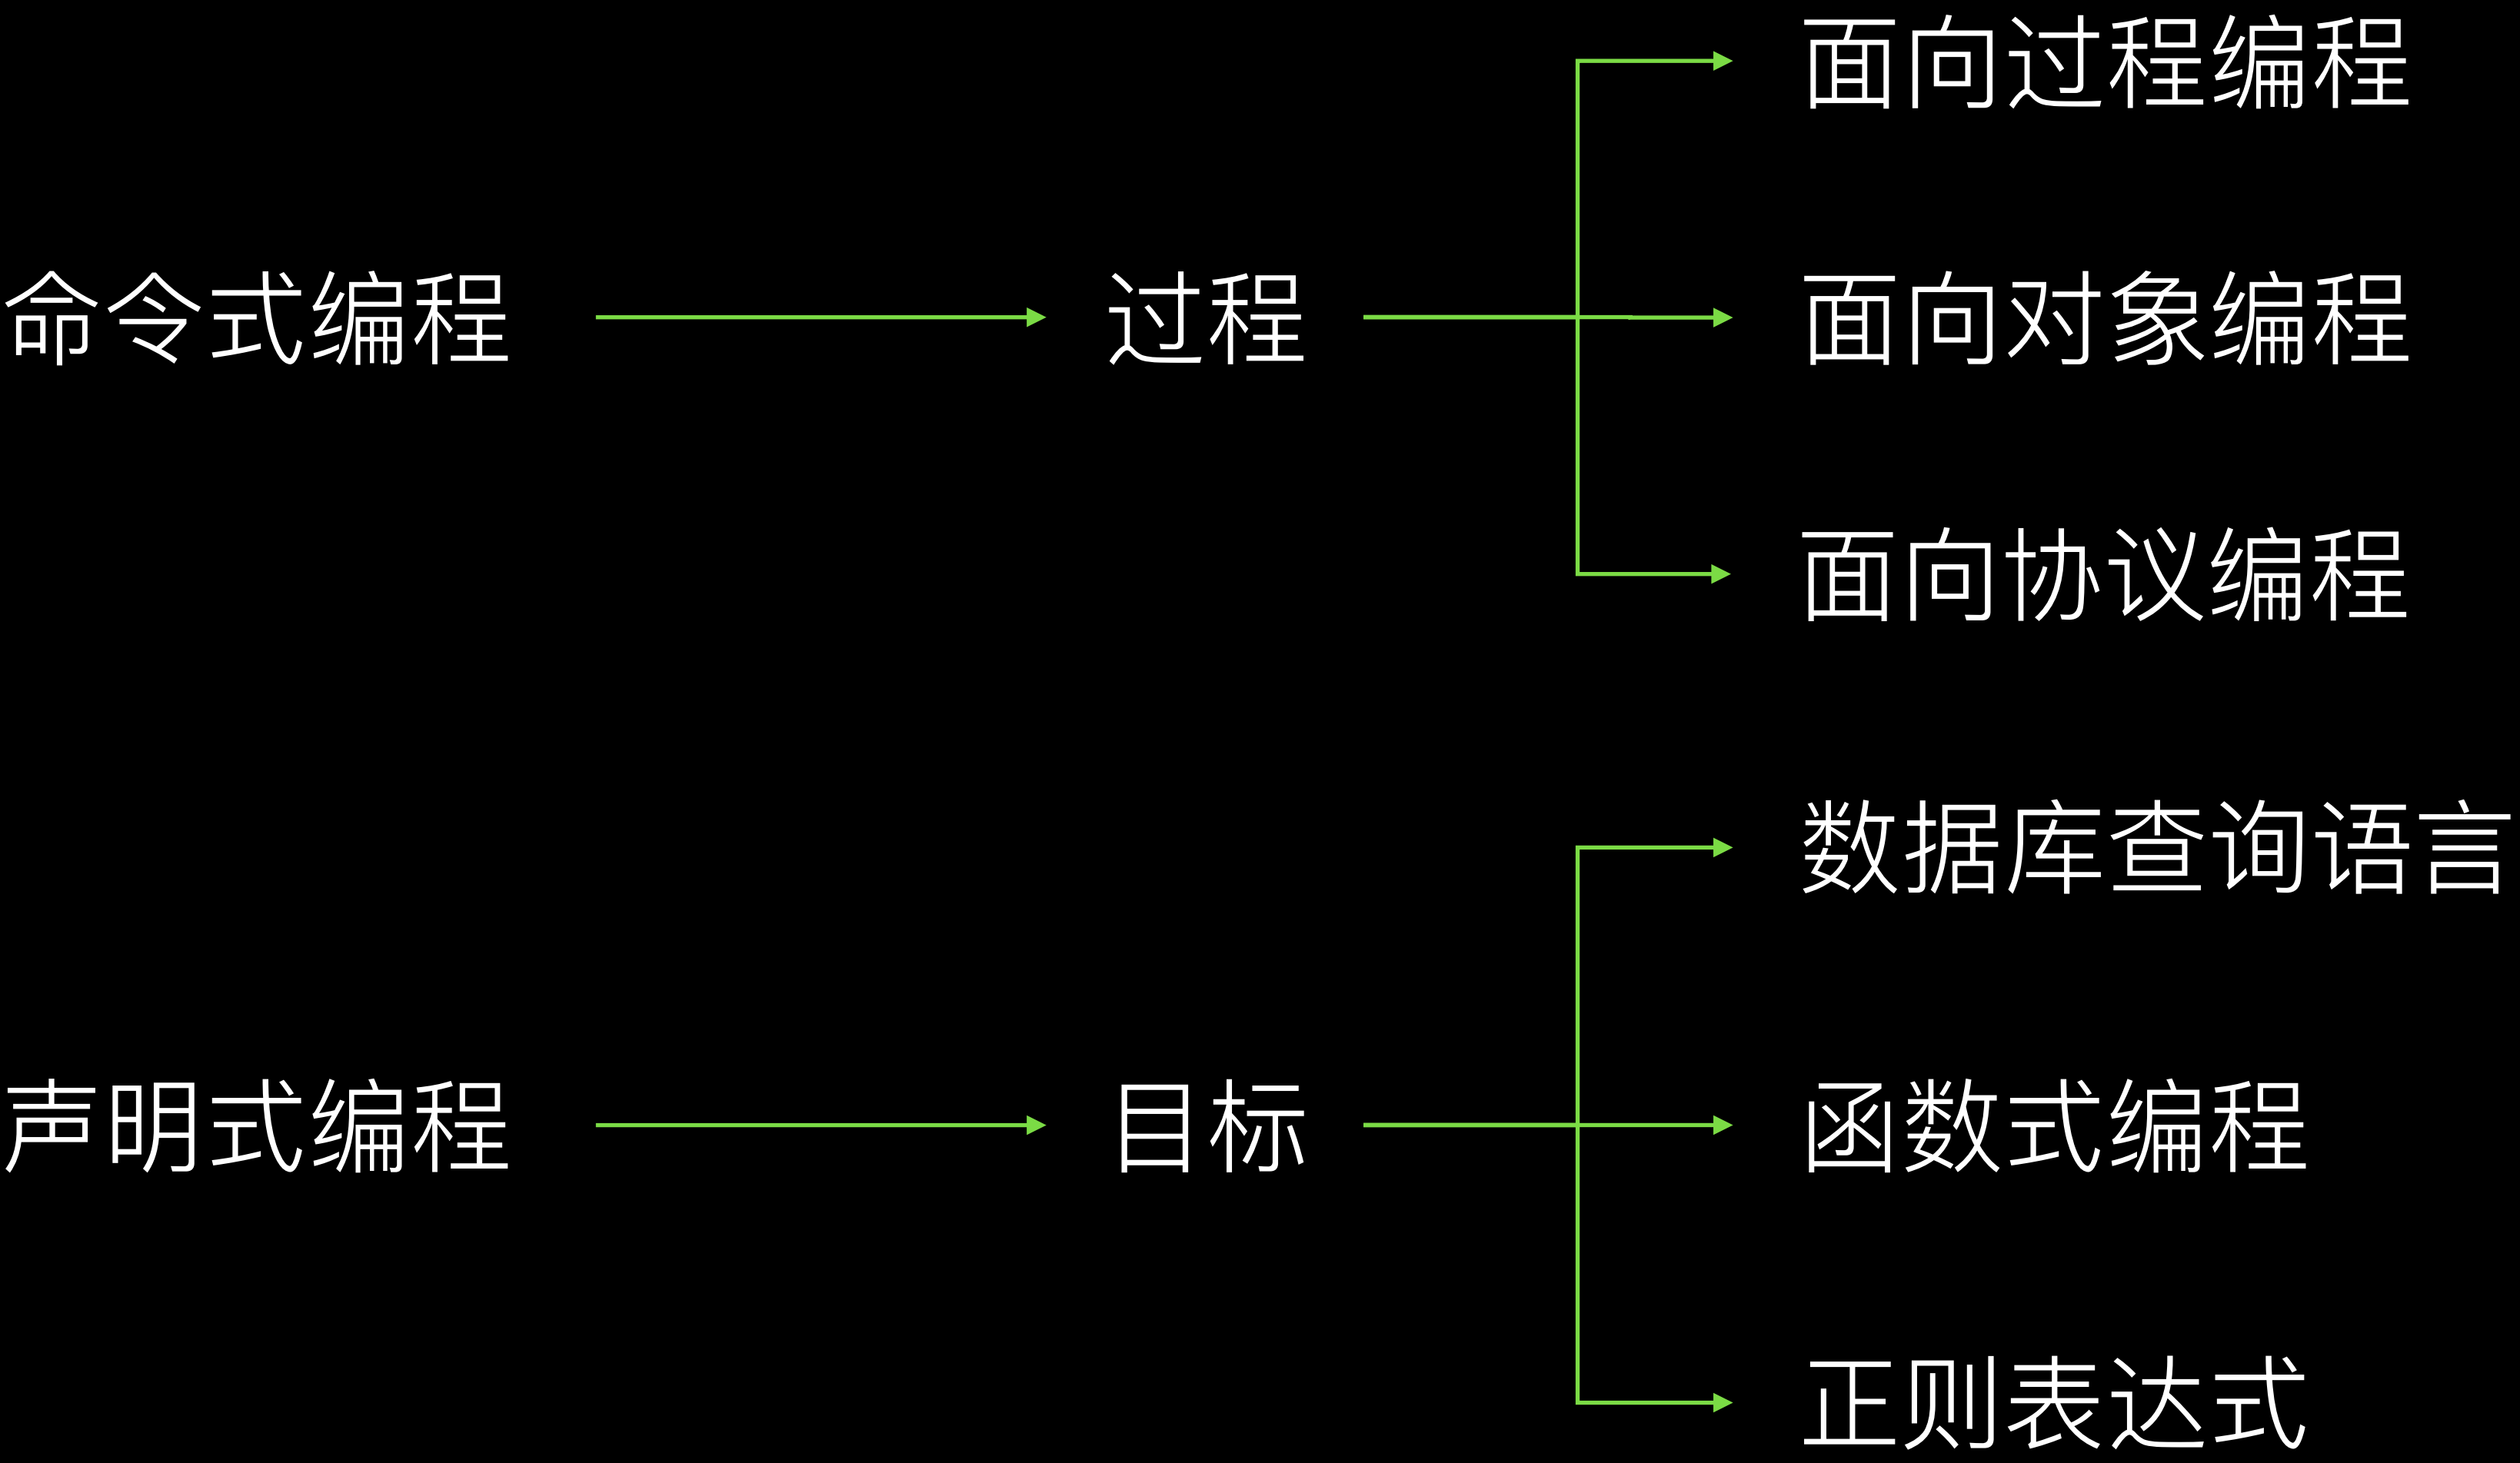 面向过程编程
命令式编程
过程
面向对象编程
面向协议编程
数据库查询语言
声明式编程
目标
函数式编程
正则表达式